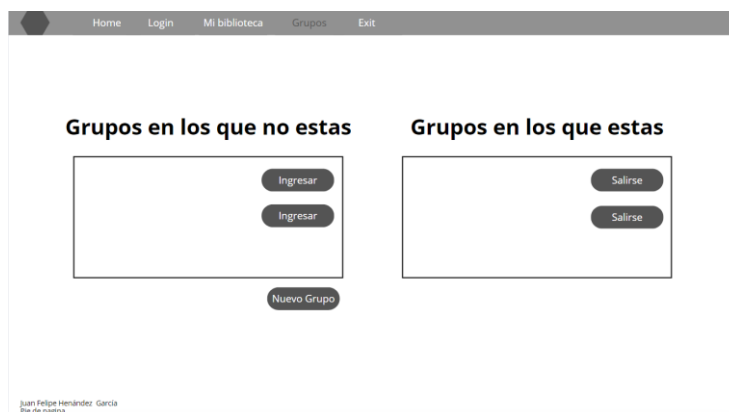 Home Login Mi biblioteca Grupos Exit
Grupos en los que no estas
Grupos en los que estas
Ingresar
Salirse
Ingresar
Salirse
Nuevo Grupo
Juan Felipe Henández García
Pie de pagina